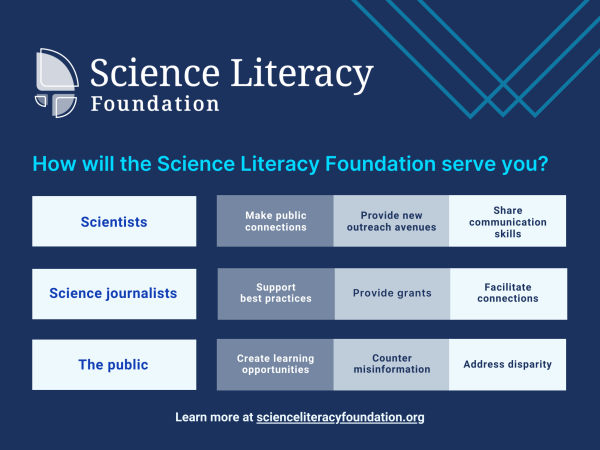 Science Literacy
Foundation
How will the Science Literacy Foundation serve you?
Scientists
Make public
connections
Provide new
outreach avenues
Share
communication
skills
Science journalists
Support
best practices
Provide grants
Facilitate
connections
The public
Create learning
opportunities
Counter
misinformation
Address disparity
Learn more at scienceliteracyfoundation.org